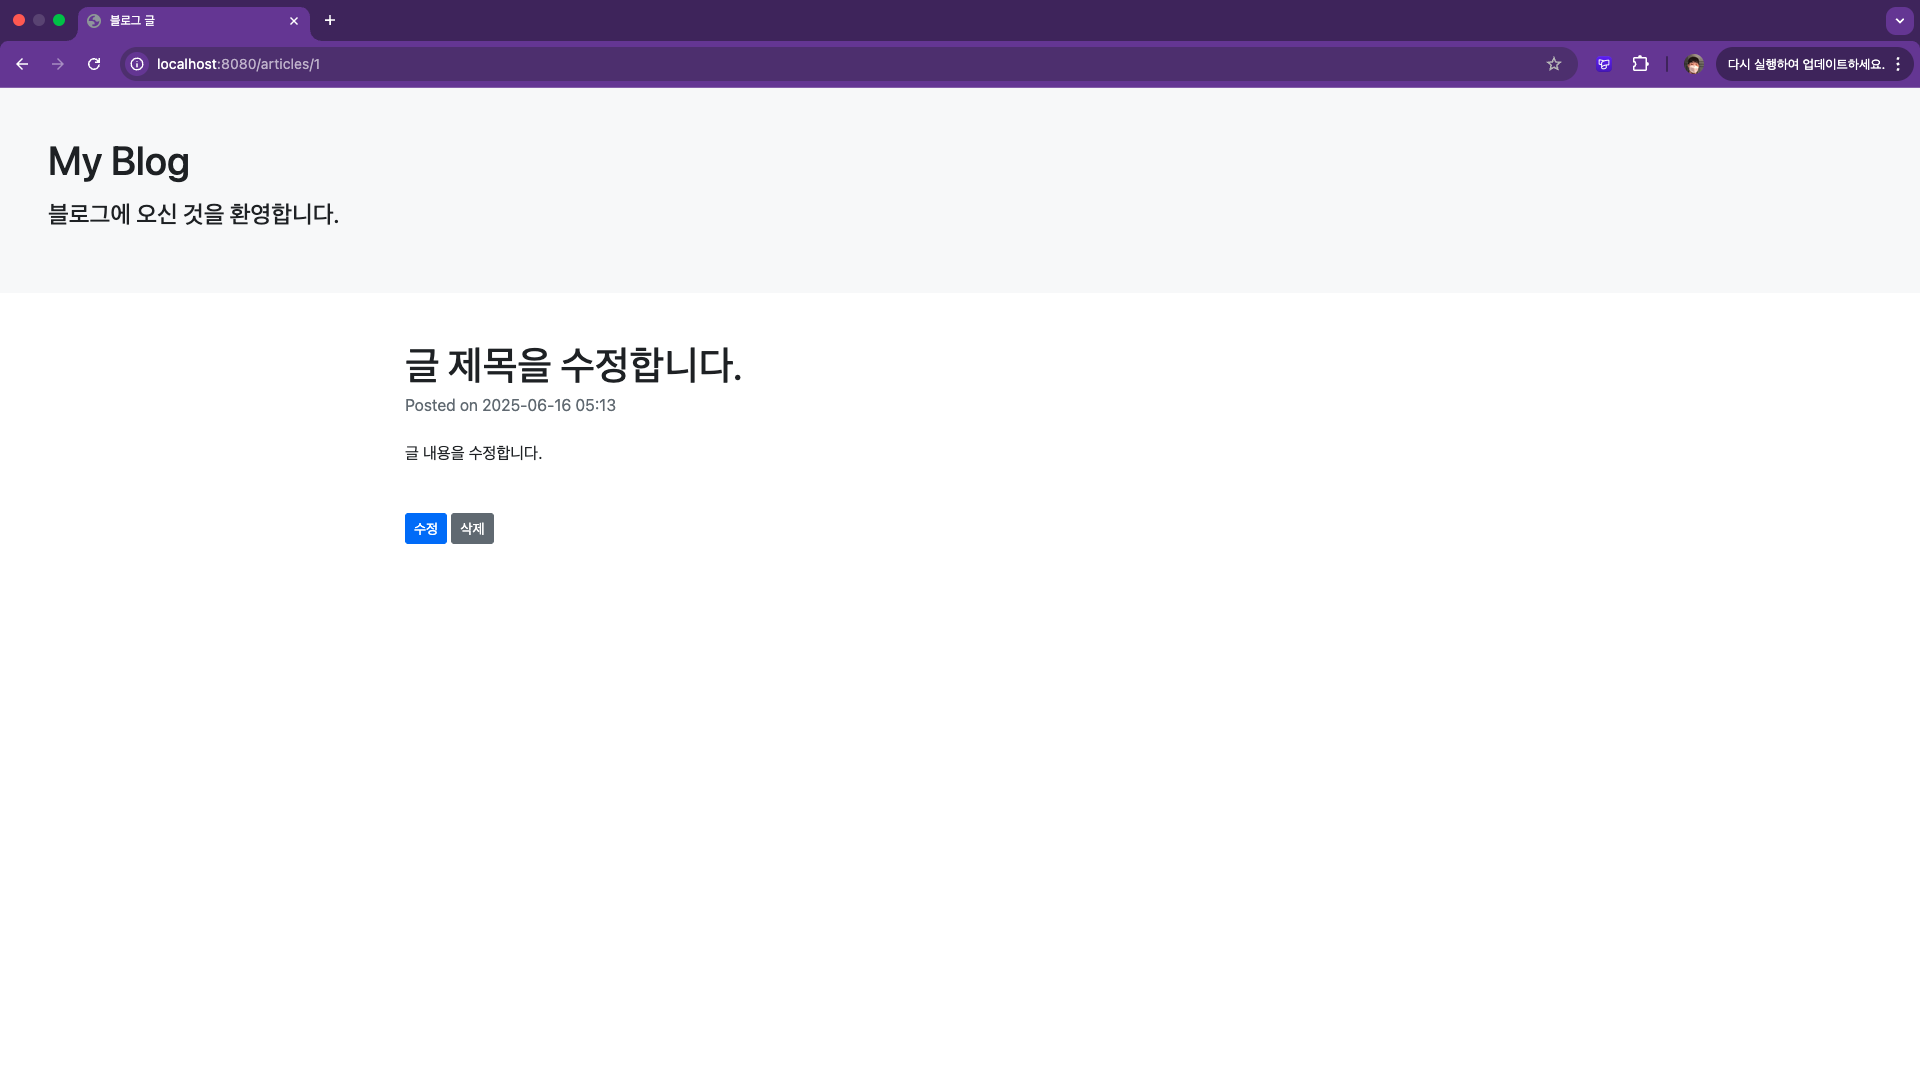 블로그 글
localhost:8080/articles/1
다시 실행하여 업데이트하세요.
My Blog
블로그에 오신 것을 환영합니다.
글 제목을 수정합니다.
Posted on 2025-06-16 05:13
글 내용을 수정합니다.
수정 삭제